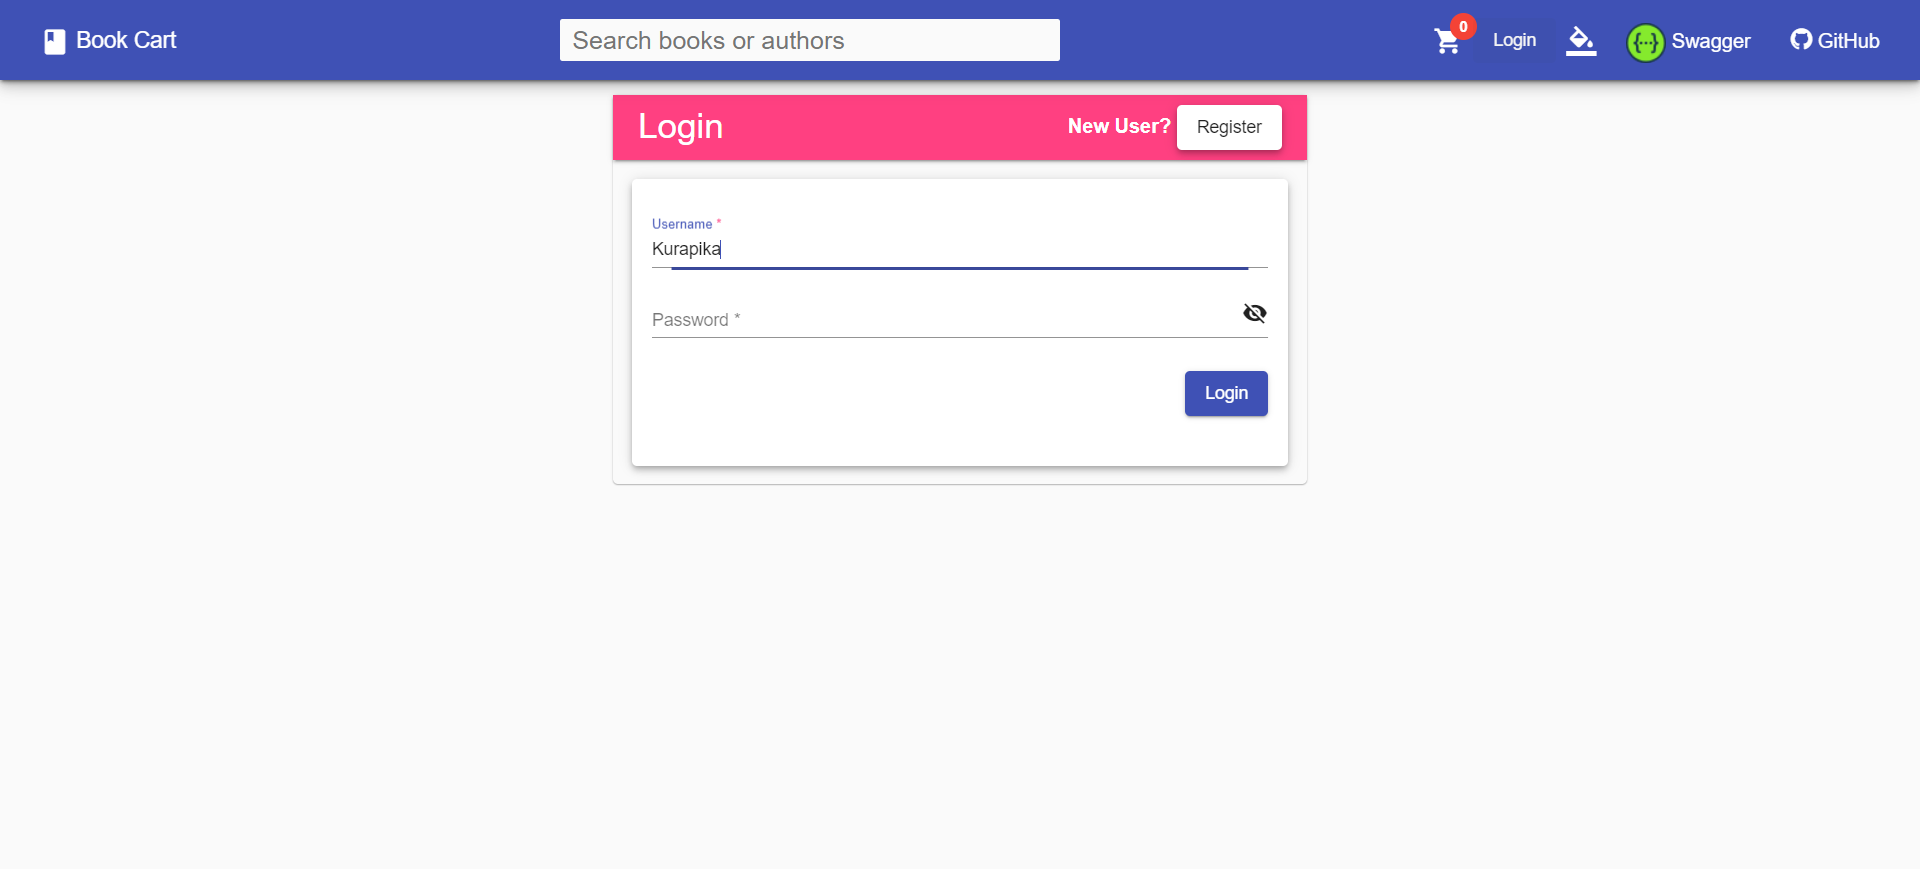 Book Cart
Search books or authors
0
Login
{...} Swagger
GitHub
Login
New User?
Register
Username *
Kurapika
Password *
Login